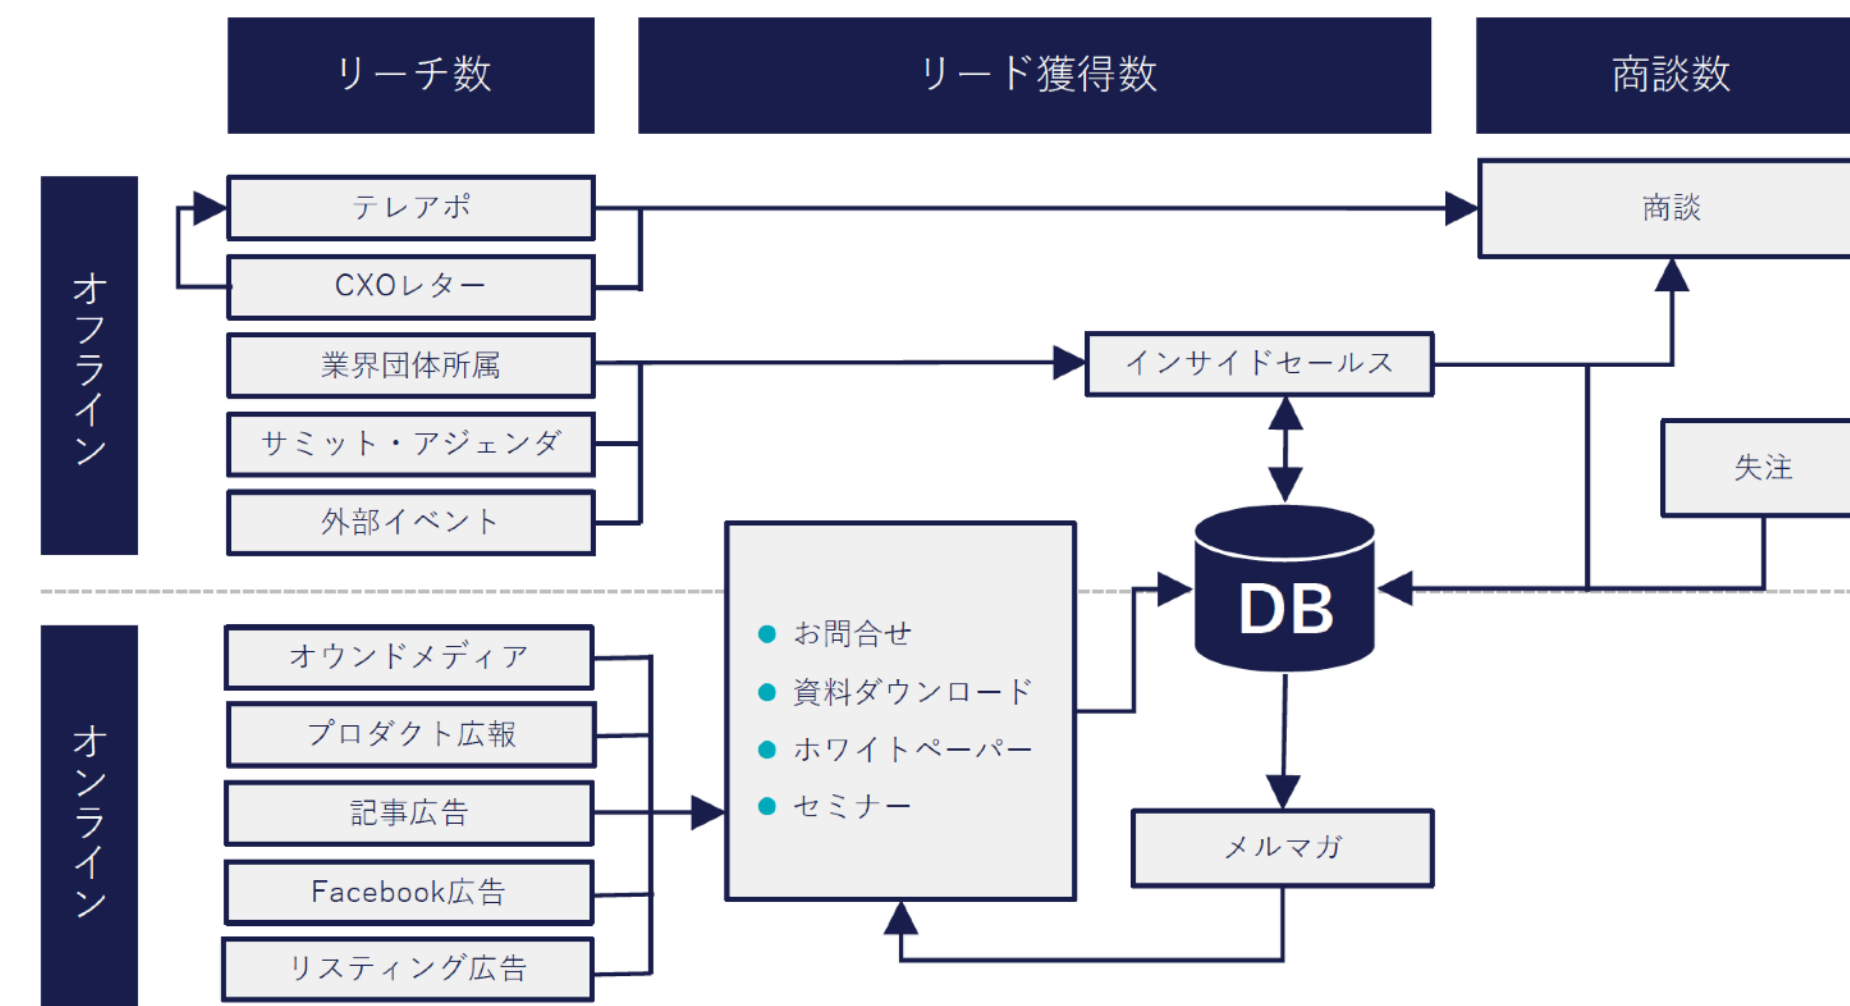 リーチ数
リード獲得数
商談数
オフライン
テレアポ
CXOレター
業界団体所属
サミット・アジェンダ
外部イベント
商談
インサイドセールス
失注
DB
オンライン
オウンドメディア
プロダクト広報
記事広告
Facebook広告
リスティング広告
お問合せ
資料ダウンロード
ホワイトペーパー
セミナー
メルマガ